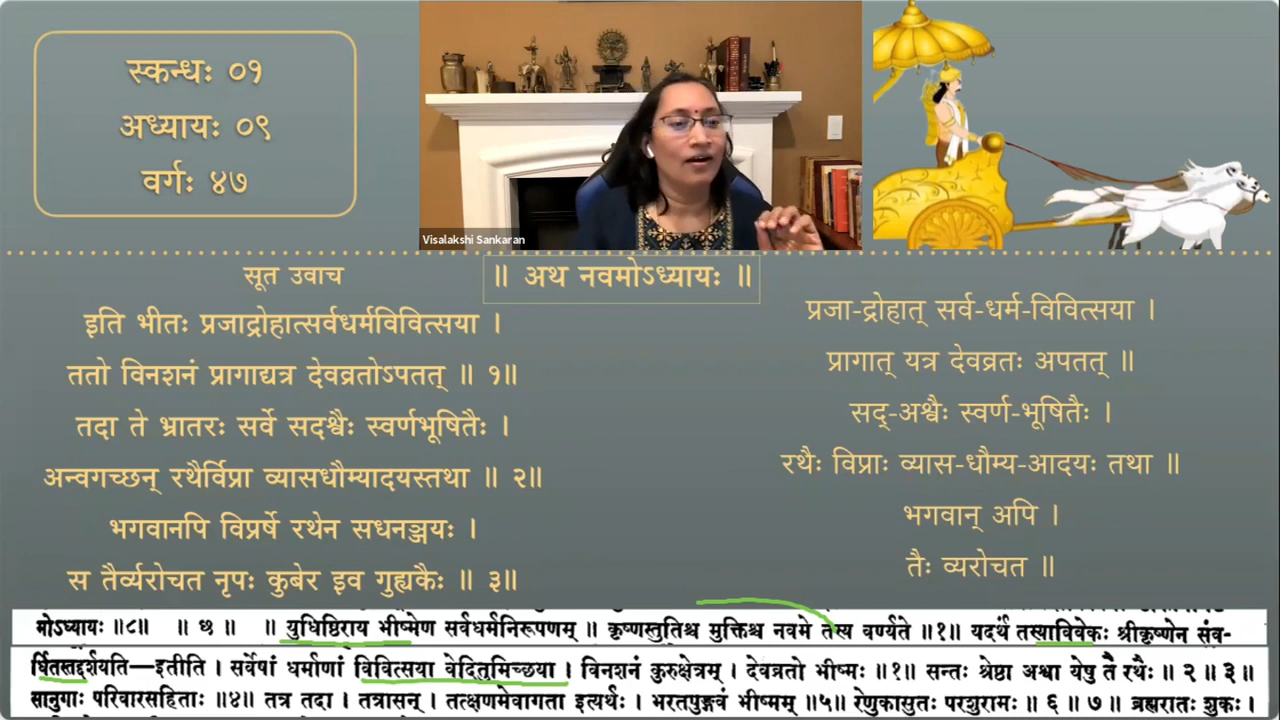 स्कन्धः ०१
अध्यायः ०९
वर्गः ४७
Visalakshi Sankaran
॥ अथ नवमोऽध्यायः ॥
सूत उवाच
इति भीतः प्रजाद्रोहात्सर्वधर्मविवित्सया ।
ततो विनशनं प्रागाद्यत्र देवव्रतोऽपतत् ॥ १॥
तदा ते भ्रातरः सर्वे सदश्वैः स्वर्णभूषितैः ।
अन्वगच्छन् रथैर्विप्रा व्यासधौम्यादयस्तथा ॥ २॥
भगवानपि विप्रर्षे रथेन सधनञ्जयः ।
स तैर्व्यरोचत नृपः कुबेर इव गुह्यकैः ॥ ३॥
प्रजा-द्रोहात् सर्व-धर्म-विवित्सया ।
प्रागात् यत्र देवव्रतः अपतत् ॥
सद्-अश्वैः स्वर्ण-भूषितैः ।
रथैः विप्राः व्यास-धौम्य-आदयः तथा ॥
भगवान् अपि ।
तैः व्यरोचत ॥
मोऽध्यायः ॥८॥ ॥ छ ॥ ॥ युधिष्ठिराय भीष्मेण सर्वधर्मनिरूपणम् ॥ कृष्णस्तुतिश्च मुक्तिश्च नवमे तस्य वर्ण्यते ॥१॥ यदर्थं तस्याविवेकः श्रीकृष्णेन संव-
र्धितस्तद्दर्शयति—इतीति । सर्वेषां धर्माणां विवित्सया वेदितुमिच्छया । विनशनं कुरुक्षेत्रम् । देवव्रतो भीष्मः ॥१॥ सन्तः श्रेष्ठा अश्वा येषु तै रथैः ॥ २ ॥ ३ ॥
सानुगाः परिवारसहिताः ॥४॥ तत्र तदा । तत्रासन् । तत्क्षणमेवागता इत्यर्थः । भरतपुङ्गवं भीष्मम् ॥५॥ रेणुकासुतः परशुरामः ॥ ६ ॥ ७ ॥ ब्रह्मरातः शुकः ।